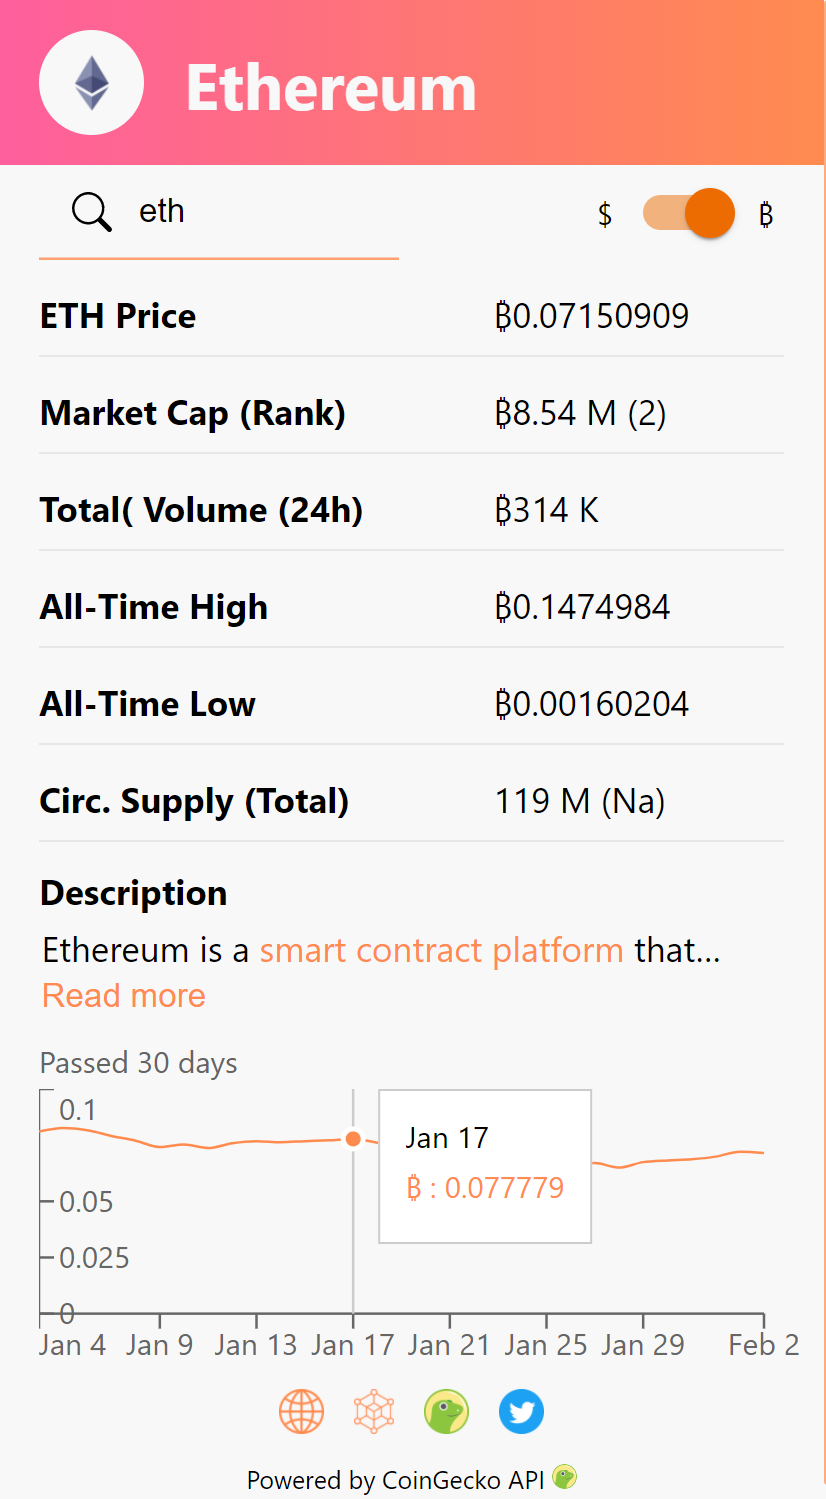 Ethereum
eth
$ ₿
ETH Price ₿0.07150909
Market Cap (Rank) ₿8.54 M (2)
Total( Volume (24h) ₿314 K
All-Time High ₿0.1474984
All-Time Low ₿0.00160204
Circ. Supply (Total) 119 M (Na)
Description
Ethereum is a smart contract platform that...
Read more
Passed 30 days
0.1
Jan 17
₿ : 0.077779
0.05
0.025
0
Jan 4 Jan 9 Jan 13 Jan 17 Jan 21 Jan 25 Jan 29 Feb 2
Powered by CoinGecko API